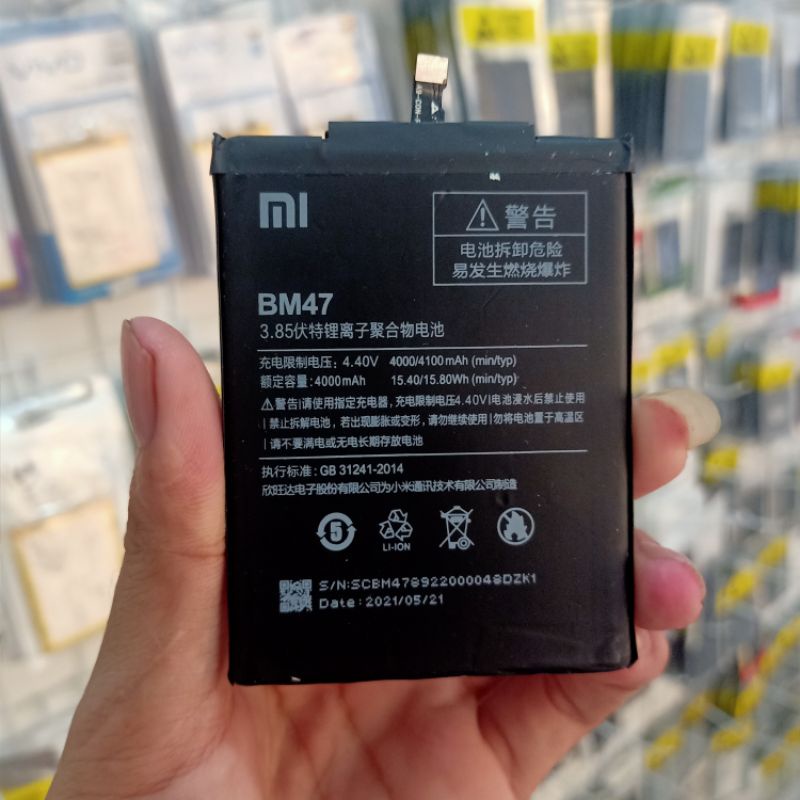 MI
警告
电池拆卸危险
易发生燃烧爆炸
BM47
3.85伏特锂离子聚合物电池
充电限制电压: 4.40V 4000/4100mAh (min/typ)
额定容量: 4000mAh 15.40/15.80Wh (min/typ)
警告|请使用指定充电器,充电限制电压4.40V|电池浸水后禁止使用
|禁止拆解电池,若出现膨胀或变形,请勿继续使用|勿将电池置于高温区
|请不要满电或无电长期存放电池
执行标准: GB 31241-2014
欣旺达电子股份有限公司为小米通讯技术有限公司制造
5
LI-ION
S/N:SCBM478922000048DZK1
Date: 2021/05/21